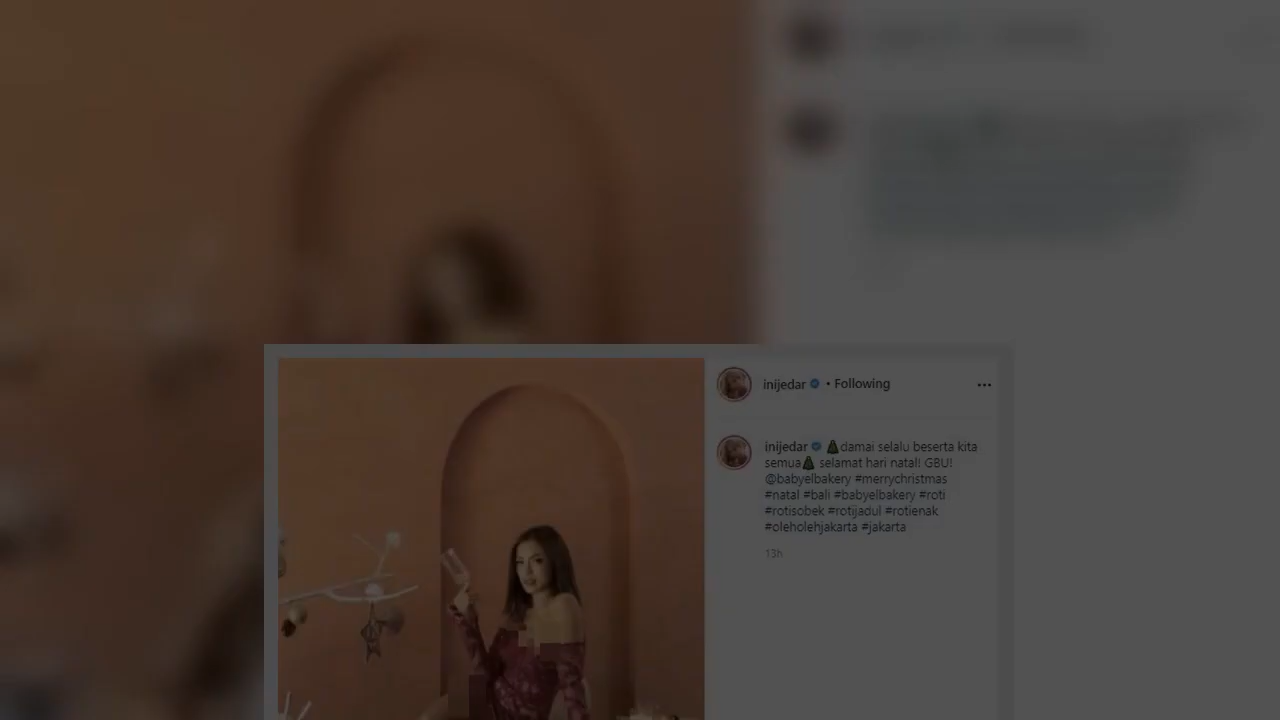 inijedar • Following
inijedar 🎄damai selalu beserta kita
semua🎄 selamat hari natal! GBU!
@babyelbakery #merrychristmas
#natal #bali #babyelbakery #roti
#rotisobek #rotijadul #rotienak
#oleholehjakarta #jakarta
13h